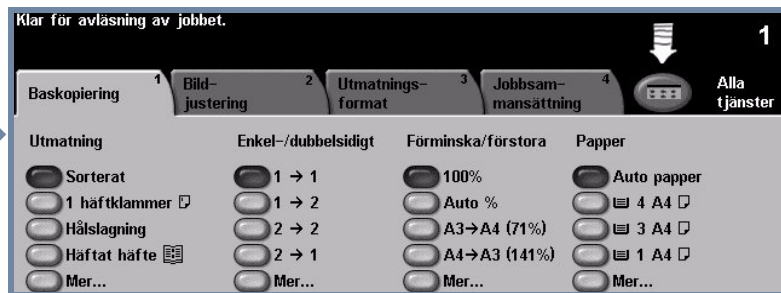 Klar för avläsning av jobbet.
1
Baskopiering 1
Bild-
justering 2
Utmatnings-
format 3
Jobbsam-
mansättning 4
Alla
tjänster
Utmatning
Sorterat
1 häftklammer
Hålslagning
Häftat häfte
Mer...
Enkel-/dubbelsidigt
1 → 1
1 → 2
2 → 2
2 → 1
Mer...
Förminska/förstora
100%
Auto %
A3→A4 (71%)
A4→A3 (141%)
Mer...
Papper
Auto papper
4 A4
3 A4
1 A4
Mer...